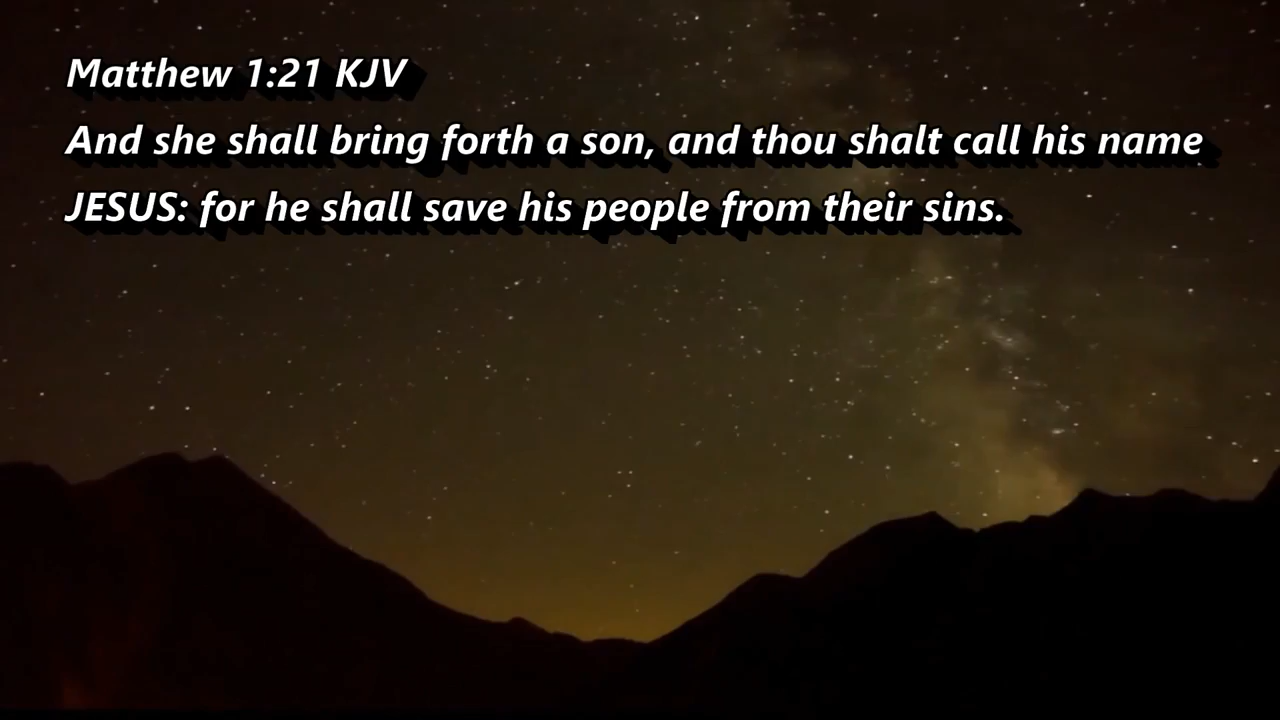 Matthew 1:21 KJV
And she shall bring forth a son, and thou shalt call his name
JESUS: for he shall save his people from their sins.